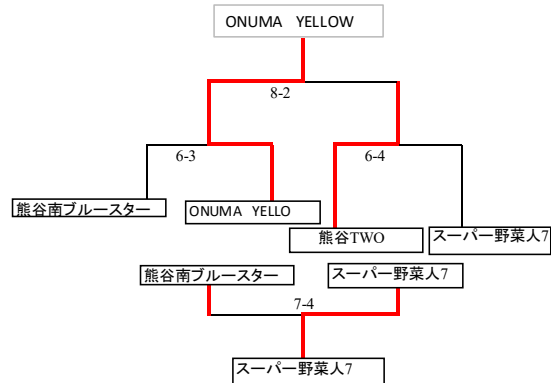 ONUMA YELLOW
8-2
6-3
6-4
熊谷南ブルースター
ONUMA YELLO
熊谷TWO
スーパー野菜人7
熊谷南ブルースター
スーパー野菜人7
7-4
スーパー野菜人7